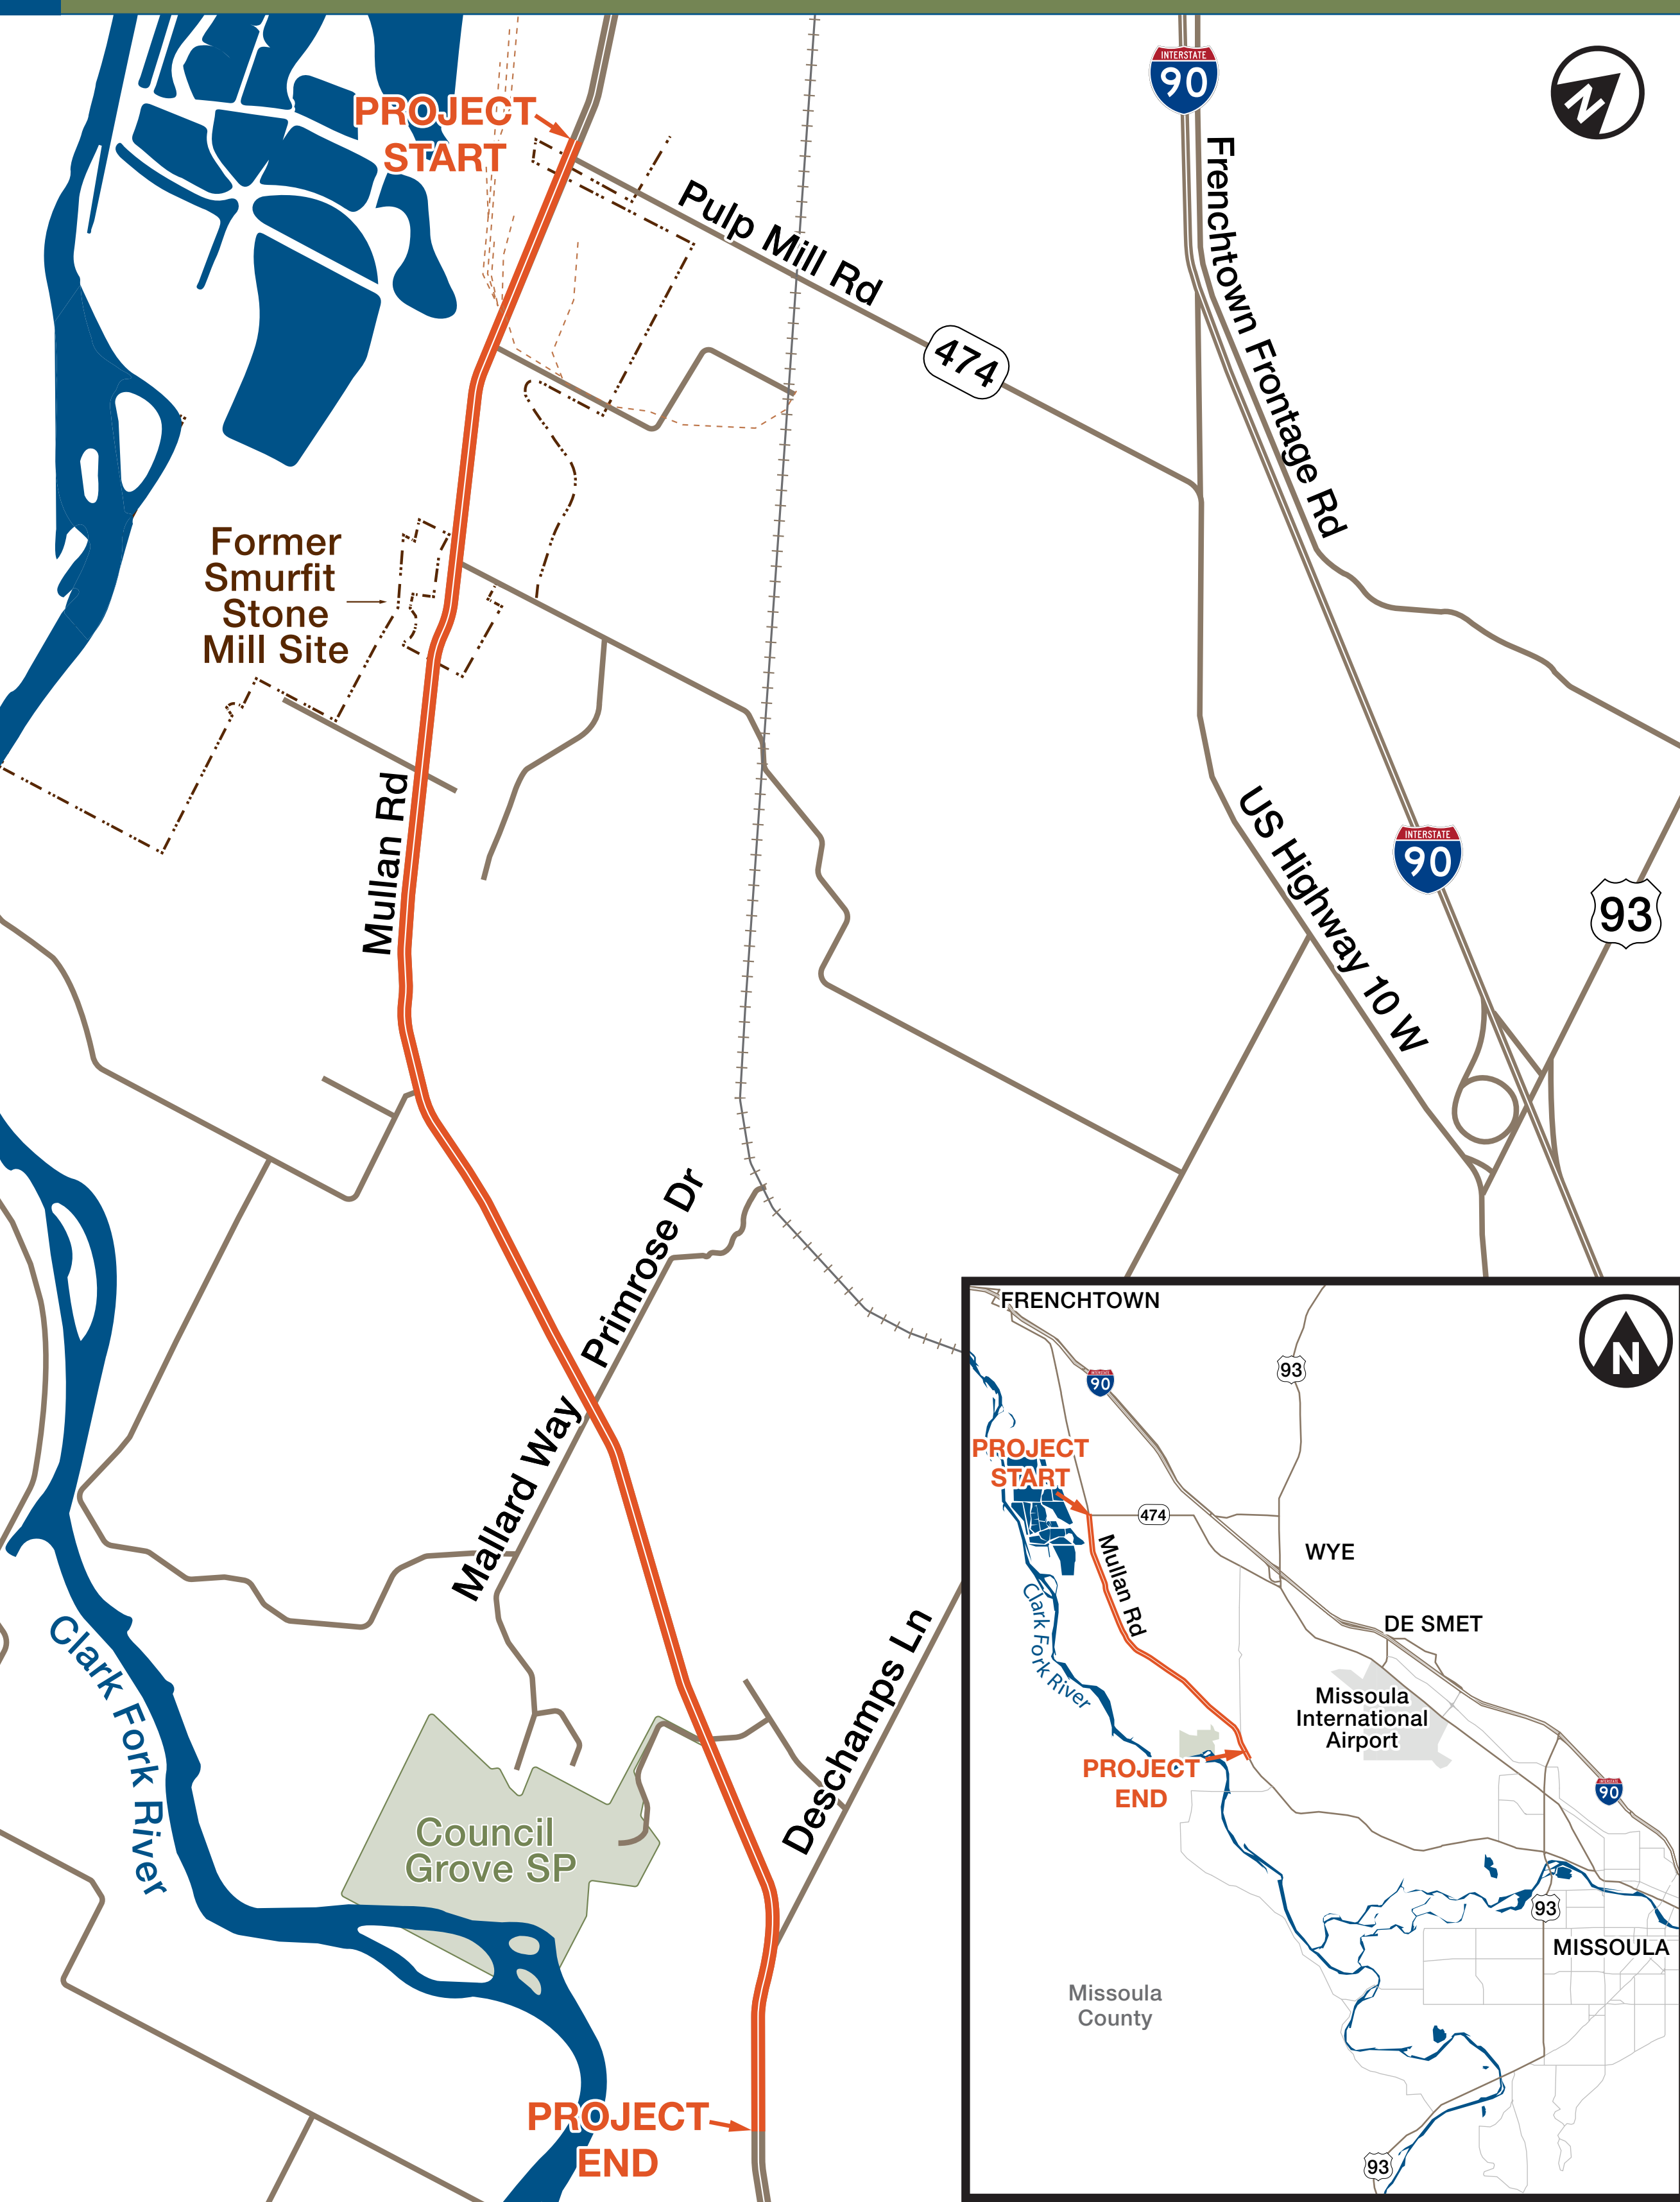 INTERSTATE
90
N
PROJECT
START
Pulp Mill Rd
Frenchtown Frontage Rd
474
Former
Smurfit
Stone
Mill Site
Mullan Rd
US Highway 10 W
INTERSTATE
90
93
Primrose Dr
Mallard Way
Deschamps Ln
Clark Fork River
Council
Grove SP
PROJECT
END
FRENCHTOWN
N
93
90
PROJECT
START
474
Mullan Rd
WYE
Clark Fork River
DE SMET
Missoula
International
Airport
PROJECT
END
90
93
MISSOULA
Missoula
County
93